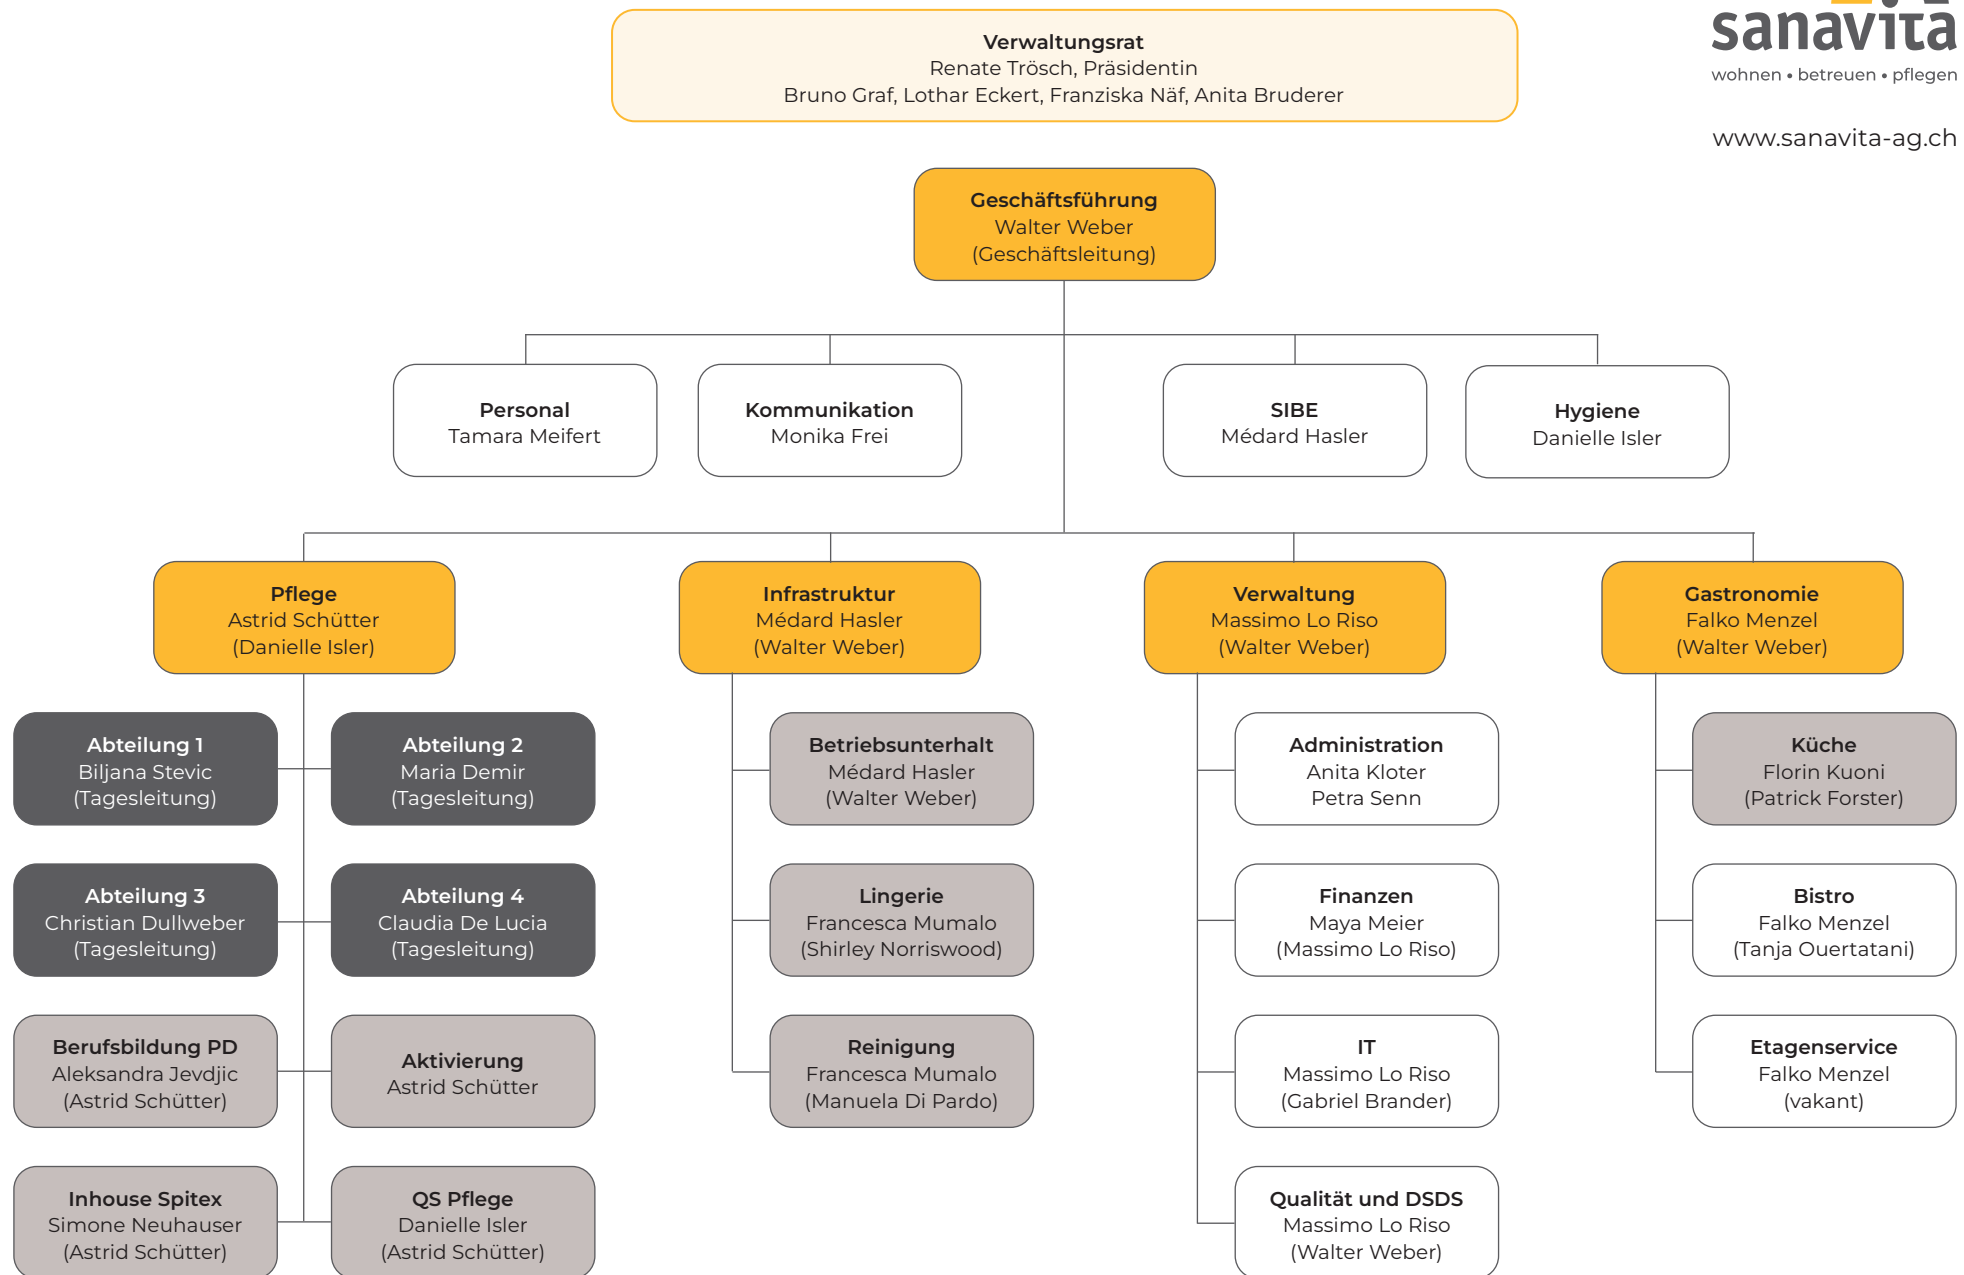 Verwaltungsrat
Renate Trösch, Präsidentin
Bruno Graf, Lothar Eckert, Franziska Näf, Anita Bruderer
sanavita
wohnen • betreuen • pflegen
www.sanavita-ag.ch
Geschäftsführung
Walter Weber
(Geschäftsleitung)
Personal
Tamara Meifert
Kommunikation
Monika Frei
SIBE
Médard Hasler
Hygiene
Danielle Isler
Pflege
Astrid Schütter
(Danielle Isler)
Infrastruktur
Médard Hasler
(Walter Weber)
Verwaltung
Massimo Lo Riso
(Walter Weber)
Gastronomie
Falko Menzel
(Walter Weber)
Abteilung 1
Biljana Stevic
(Tagesleitung)
Abteilung 2
Maria Demir
(Tagesleitung)
Betriebsunterhalt
Médard Hasler
(Walter Weber)
Administration
Anita Kloter
Petra Senn
Küche
Florin Kuoni
(Patrick Forster)
Abteilung 3
Christian Dullweber
(Tagesleitung)
Abteilung 4
Claudia De Lucia
(Tagesleitung)
Lingerie
Francesca Mumalo
(Shirley Norriswood)
Finanzen
Maya Meier
(Massimo Lo Riso)
Bistro
Falko Menzel
(Tanja Ouertatani)
Berufsbildung PD
Aleksandra Jevdjic
(Astrid Schütter)
Aktivierung
Astrid Schütter
Reinigung
Francesca Mumalo
(Manuela Di Pardo)
IT
Massimo Lo Riso
(Gabriel Brander)
Etagenservice
Falko Menzel
(vakant)
Inhouse Spitex
Simone Neuhauser
(Astrid Schütter)
QS Pflege
Danielle Isler
(Astrid Schütter)
Qualität und DSDS
Massimo Lo Riso
(Walter Weber)